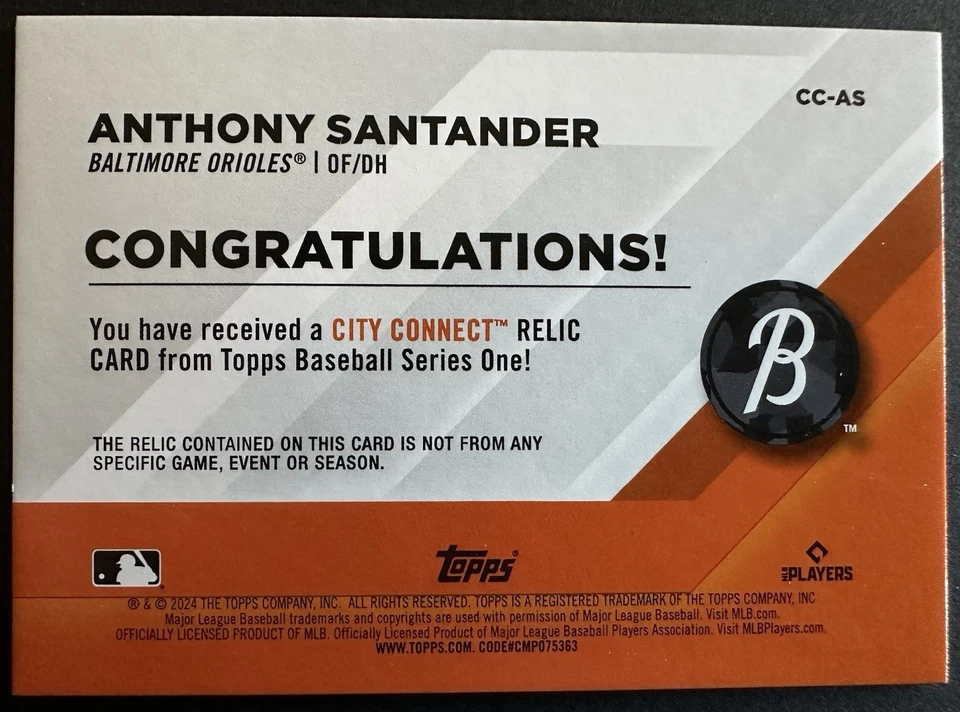 CC-AS
ANTHONY SANTANDER
BALTIMORE ORIOLES® | OF/DH
CONGRATULATIONS!
You have received a CITY CONNECT™ RELIC
CARD from Topps Baseball Series One!
B
TM
THE RELIC CONTAINED ON THIS CARD IS NOT FROM ANY
SPECIFIC GAME, EVENT OR SEASON.
topps®
MLB PLAYERS
® & © 2024 THE TOPPS COMPANY, INC. ALL RIGHTS RESERVED. TOPPS IS A REGISTERED TRADEMARK OF THE TOPPS COMPANY, INC
Major League Baseball trademarks and copyrights are used with permission of Major League Baseball. Visit MLB.com.
OFFICIALLY LICENSED PRODUCT OF MLB. Officially Licensed Product of Major League Baseball Players Association. Visit MLBPlayers.com.
WWW.TOPPS.COM. CODE#CMP075363